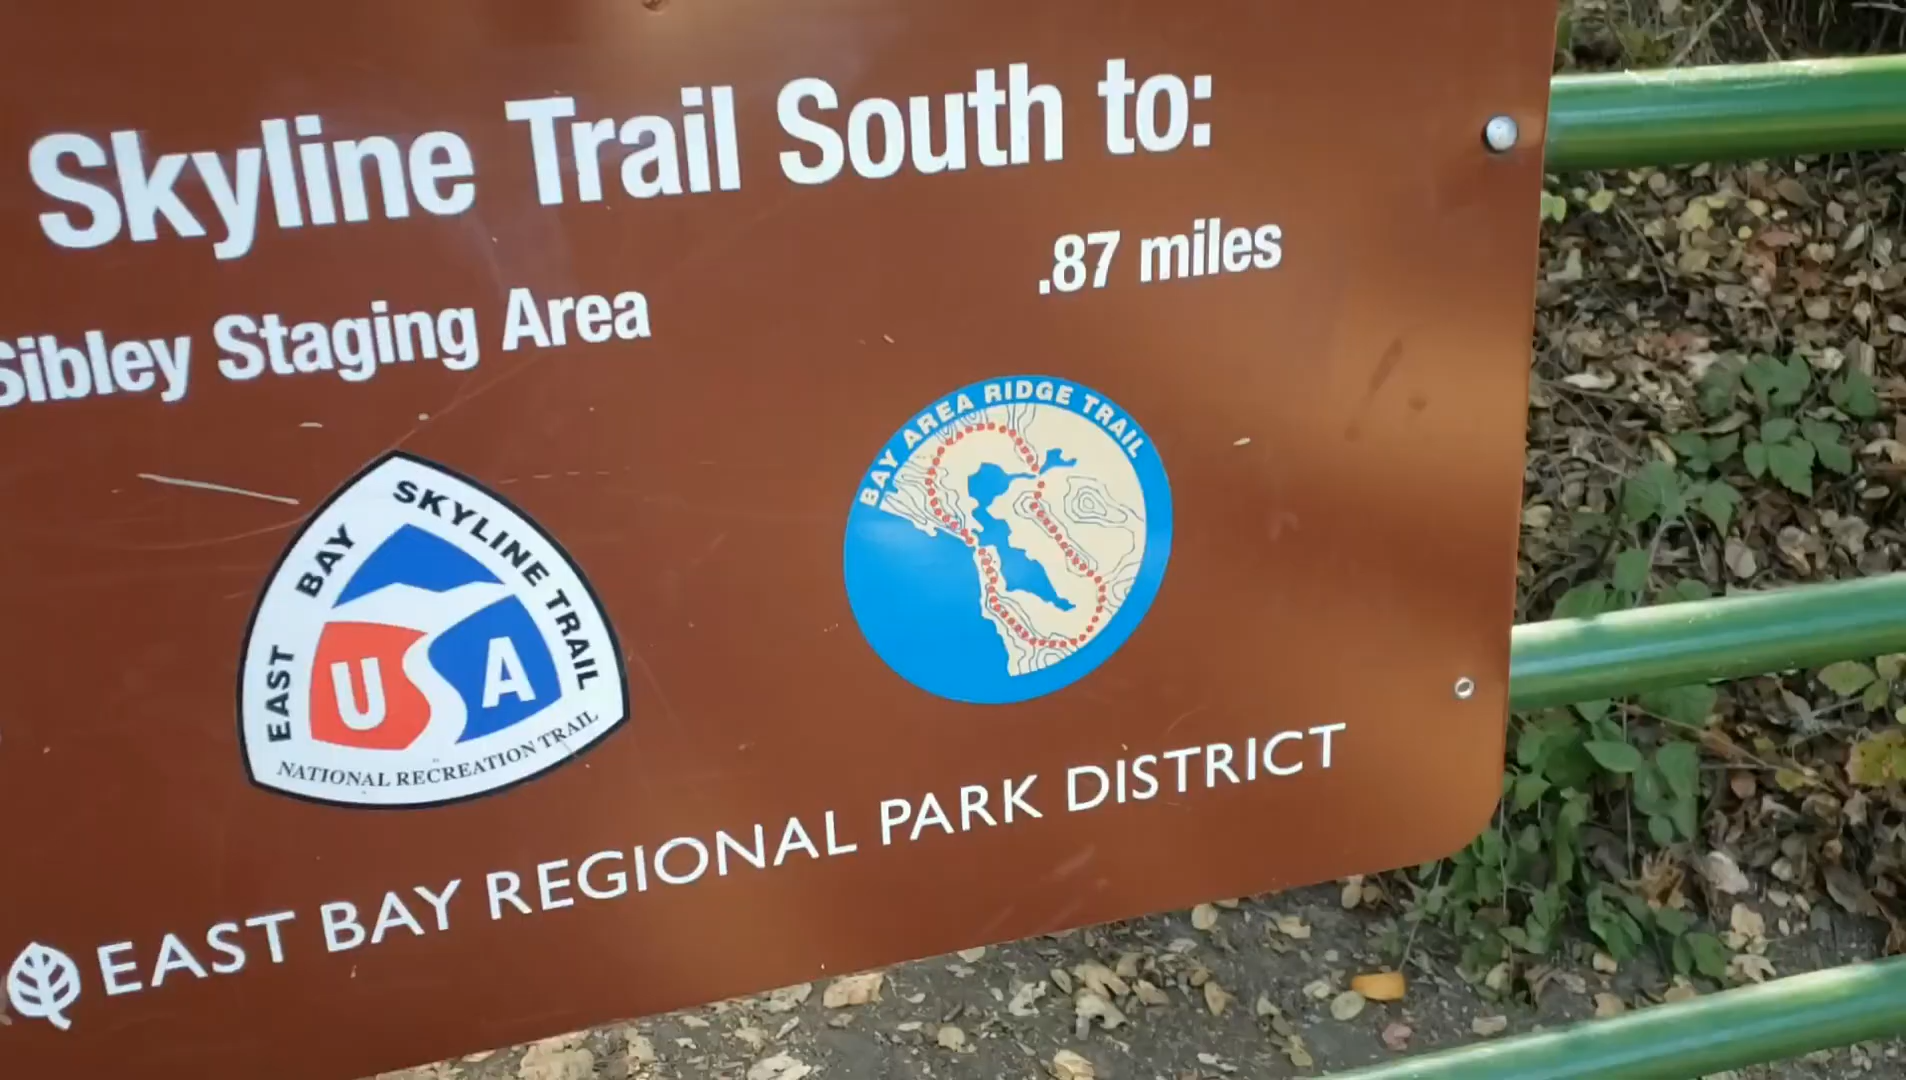 Skyline Trail South to:
Sibley Staging Area .87 miles
EAST BAY SKYLINE TRAIL
USA
NATIONAL RECREATION TRAIL
BAY AREA RIDGE TRAIL
EAST BAY REGIONAL PARK DISTRICT